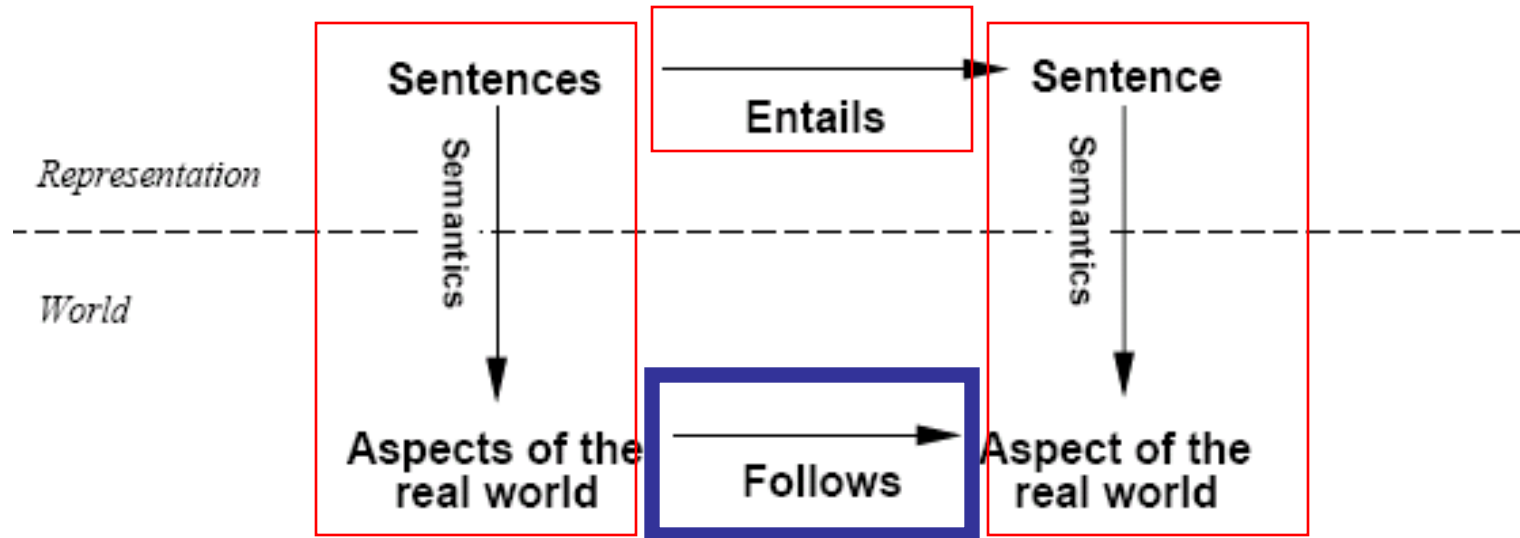 Sentences
Entails
Sentence
Representation
Semantics
Semantics
World
Aspects of the
real world
Follows
Aspect of the
real world